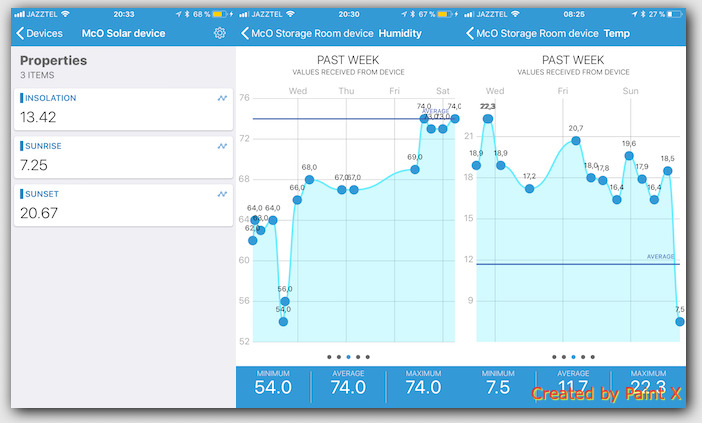 JAZZTEL 20:33 68 %
Devices McO Solar device
Properties
3 ITEMS
INSOLATION
13.42
SUNRISE
7.25
SUNSET
20.67
JAZZTEL 20:30 67 %
McO Storage Room device Humidity
PAST WEEK
VALUES RECEIVED FROM DEVICE
Wed Thu Fri Sat
76
72
68
64
60
56
52
62,0
64,0
63,0
64,0
54,0
56,0
66,0
68,0
67,0
67,0
69,0
74,0
73,0
73,0
74,0
AVERAGE
MINIMUM AVERAGE MAXIMUM
54.0 74.0 74.0
JAZZTEL 08:25 27 %
McO Storage Room device Temp
PAST WEEK
VALUES RECEIVED FROM DEVICE
Wed Fri Sun
21
18
15
12
9
18,9
22,3
18,9
17,2
20,7
18,0
17,8
16,4
19,6
17,9
16,4
18,5
7,5
AVERAGE
MINIMUM AVERAGE MAXIMUM
7.5 11.7 22.3
Created by Paint X